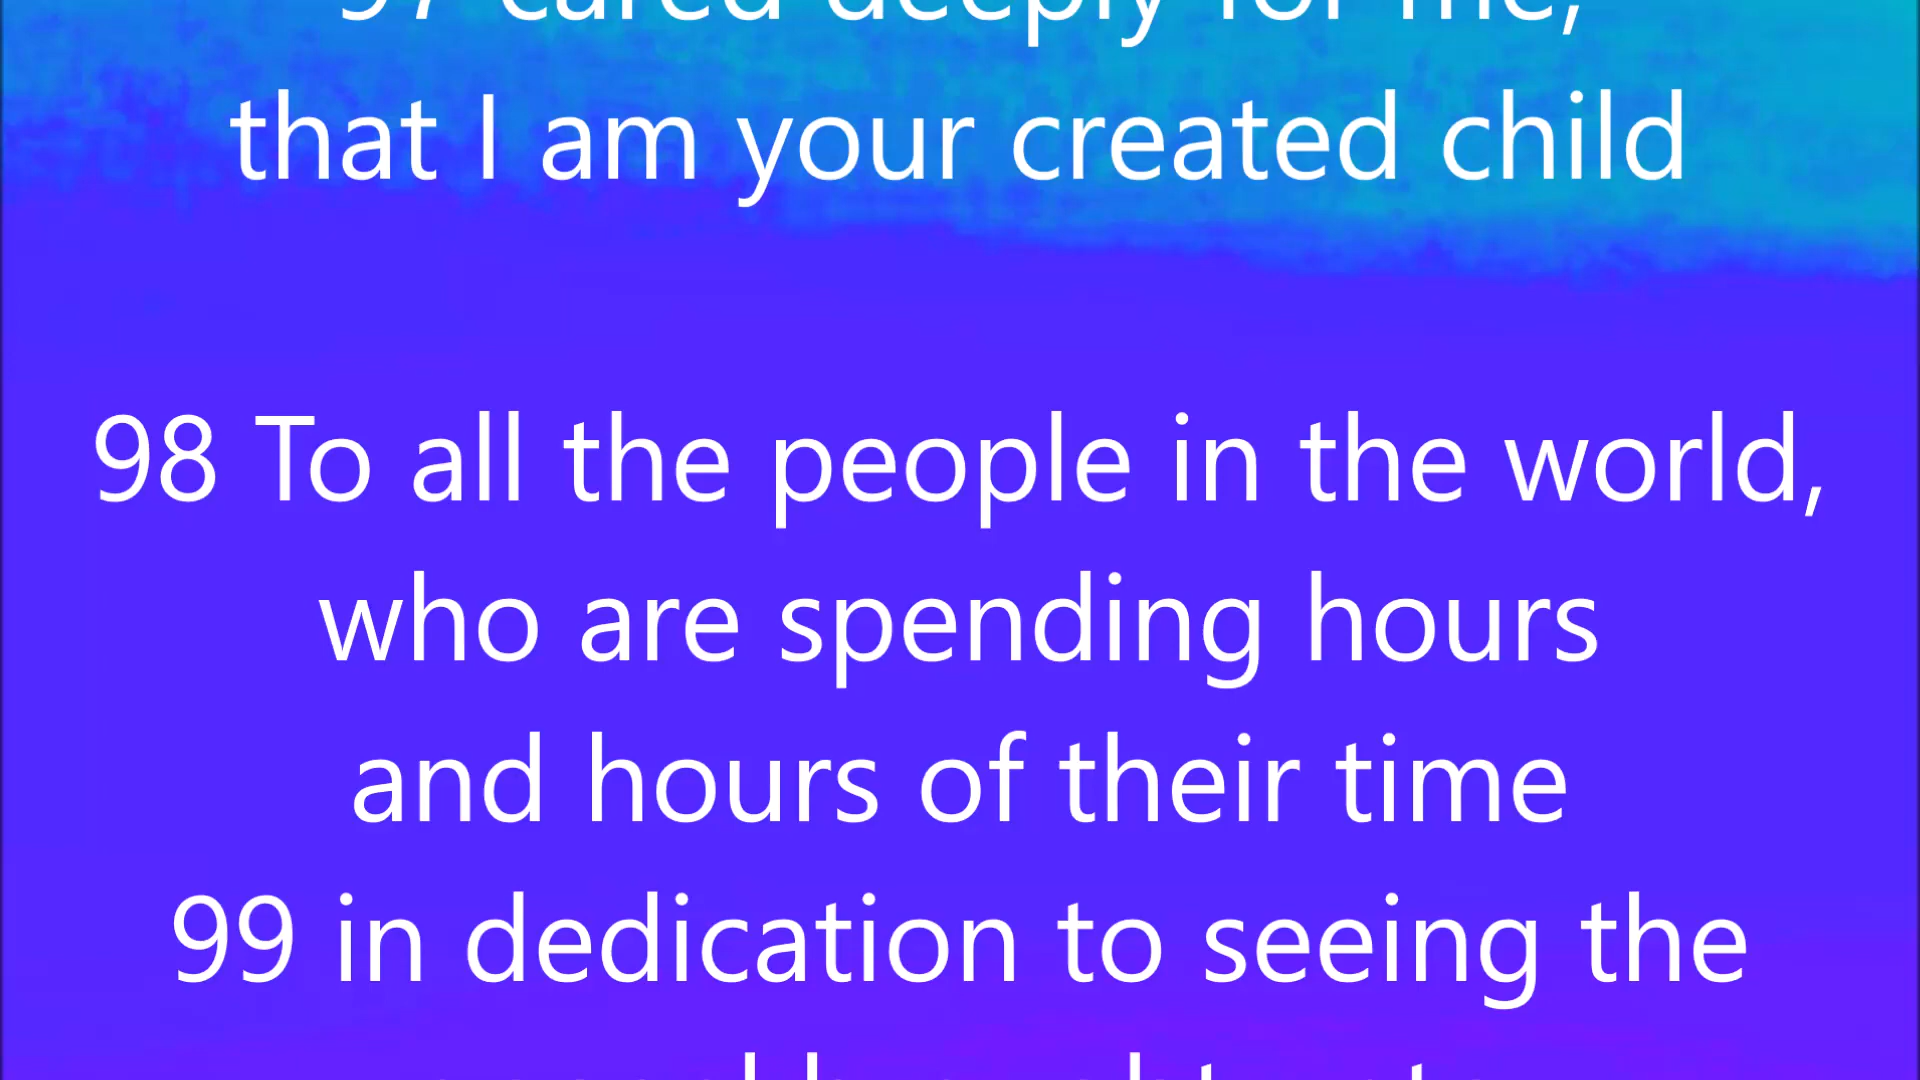 97 cared deeply for me,
that I am your created child
98 To all the people in the world,
who are spending hours
and hours of their time
99 in dedication to seeing the